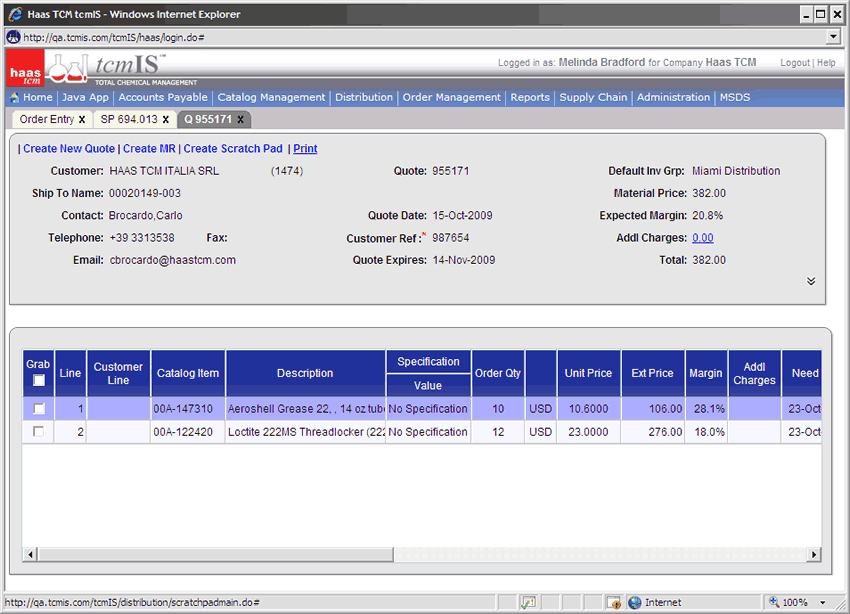 Haas TCM tcmIS - Windows Internet Explorer
http://qa.tcmis.com/tcmIS/haas/login.do#
haas tcm
tcmIS™
TOTAL CHEMICAL MANAGEMENT
Logged in as: Melinda Bradford for Company Haas TCM Logout | Help
Home | Java App | Accounts Payable | Catalog Management | Distribution | Order Management | Reports | Supply Chain | Administration | MSDS
Order Entry x SP 694.013 x Q 955171 x
| Create New Quote | Create MR | Create Scratch Pad | Print
Customer: HAAS TCM ITALIA SRL (1474) Quote: 955171 Default Inv Grp: Miami Distribution
Ship To Name: 00020149-003 Material Price: 382.00
Contact: Brocardo,Carlo Quote Date: 15-Oct-2009 Expected Margin: 20.8%
Telephone: +39 3313538 Fax: Customer Ref :* 987654 Addl Charges: 0.00
Email: cbrocardo@haastcm.com Quote Expires: 14-Nov-2009 Total: 382.00
Grab Line Customer Line Catalog Item Description Specification Value Order Qty Unit Price Ext Price Margin Addl Charges Need
1 00A-147310 Aeroshell Grease 22, , 14 oz tube No Specification 10 USD 10.6000 106.00 28.1% 23-Oct
2 00A-122420 Loctite 222MS Threadlocker (222 No Specification 12 USD 23.0000 276.00 18.0% 23-Oct
http://qa.tcmis.com/tcmIS/distribution/scratchpadmain.do# Internet 100%